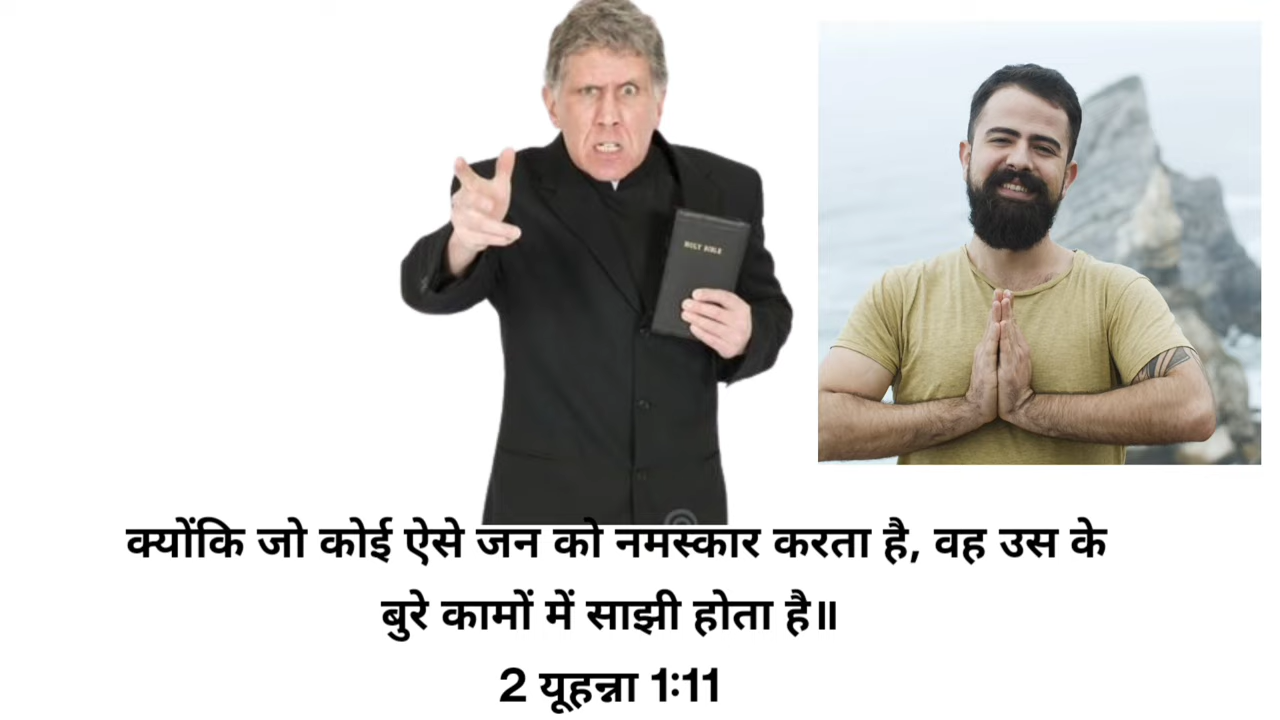 HOLY BIBLE
क्योंकि जो कोई ऐसे जन को नमस्कार करता है, वह उस के
बुरे कामों में साझी होता है॥
2 यूहन्ना 1:11